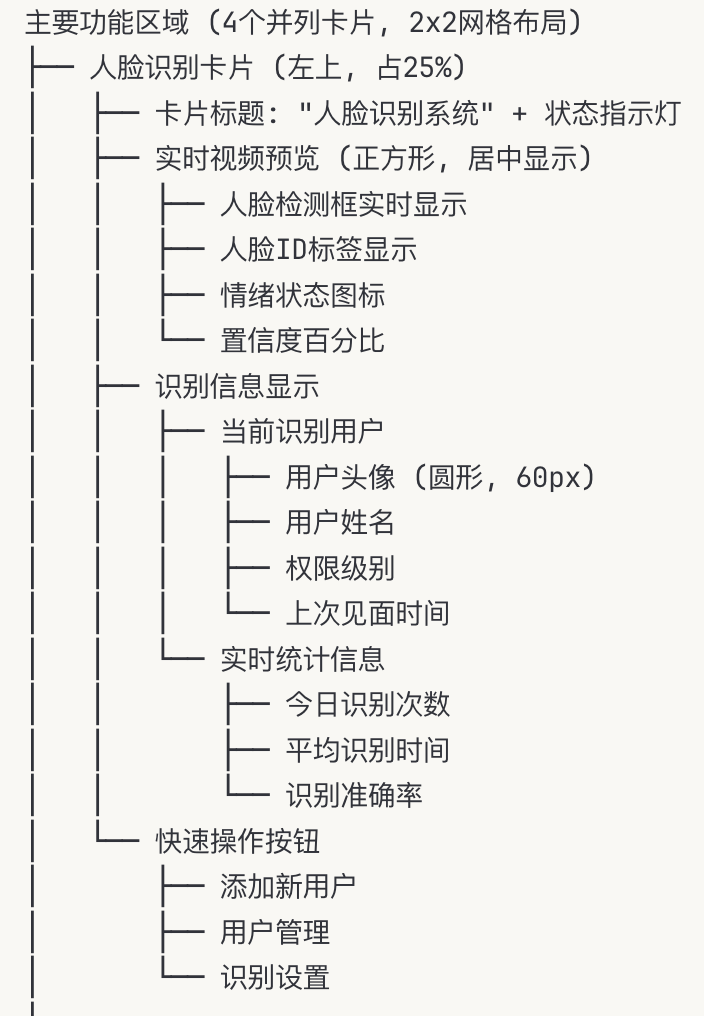 主要功能区域 (4个并列卡片, 2x2网格布局)
├── 人脸识别卡片 (左上, 占25%)
│   ├── 卡片标题: "人脸识别系统" + 状态指示灯
│   ├── 实时视频预览 (正方形, 居中显示)
│   │   ├── 人脸检测框实时显示
│   │   ├── 人脸ID标签显示
│   │   ├── 情绪状态图标
│   │   └── 置信度百分比
│   ├── 识别信息显示
│   │   ├── 当前识别用户
│   │   │   ├── 用户头像 (圆形, 60px)
│   │   │   ├── 用户姓名
│   │   │   ├── 权限级别
│   │   │   └── 上次见面时间
│   │   └── 实时统计信息
│   │       ├── 今日识别次数
│   │       ├── 平均识别时间
│   │       └── 识别准确率
│   └── 快速操作按钮
│       ├── 添加新用户
│       ├── 用户管理
│       └── 识别设置